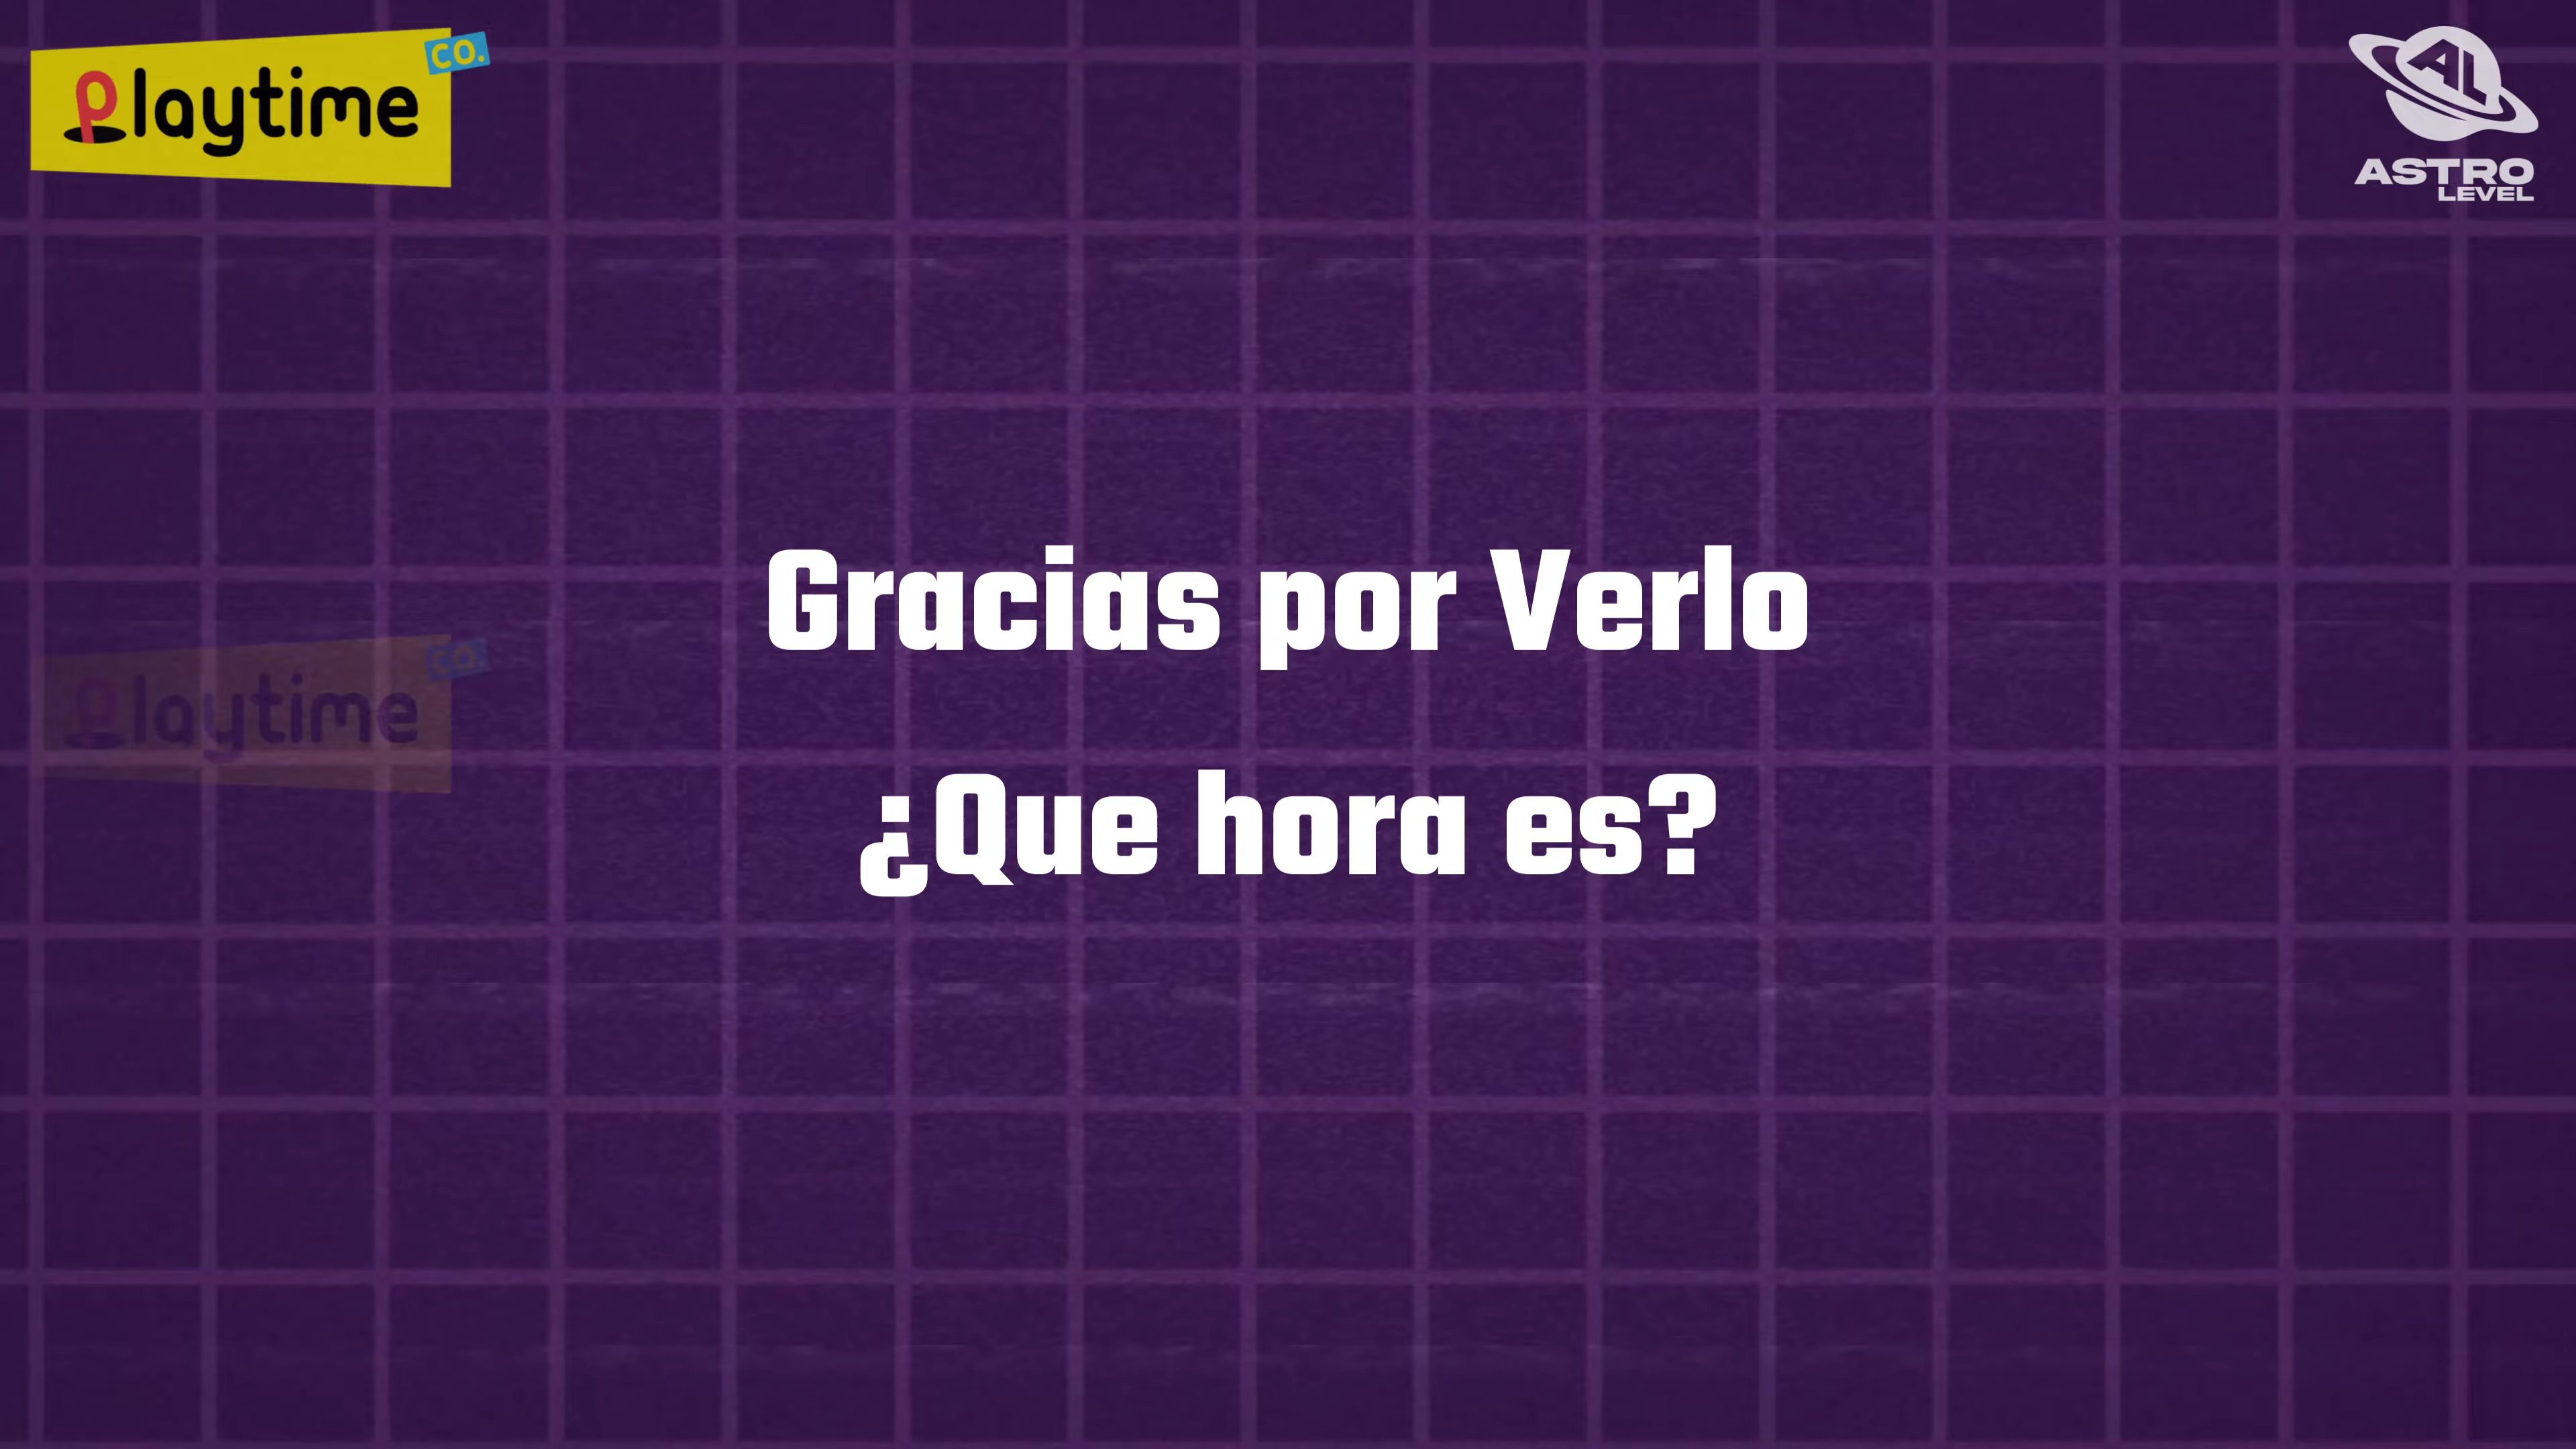 Playtime co.
ASTRO
LEVEL
Gracias por Verlo
Playtime co.
¿Que hora es?